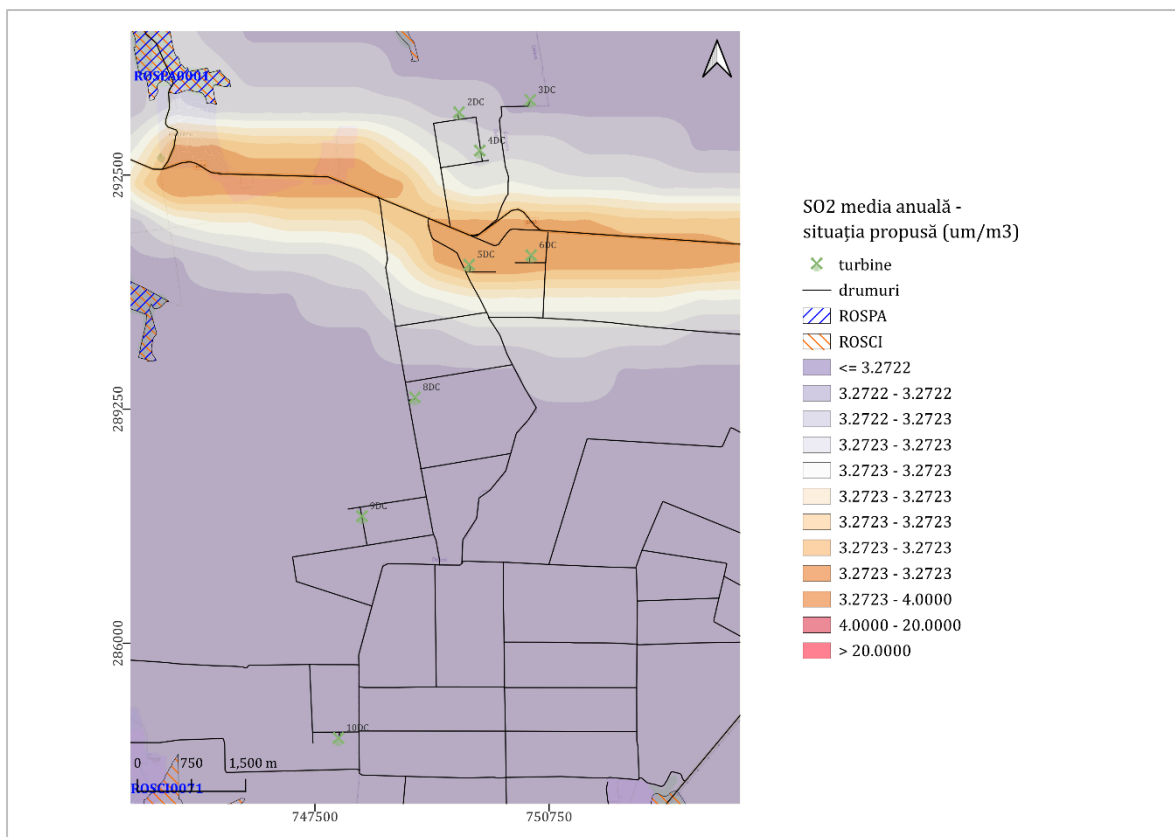 ROSPA0001
3DC
2DC
4DC
6DC
5DC
8DC
9DC
10DC
0 750 1,500 m
ROSCI0071
292500
289250
286000
747500
750750
SO2 media anuală -
situația propusă (um/m3)
turbine
drumuri
ROSPA
ROSCI
<= 3.2722
3.2722 - 3.2722
3.2722 - 3.2723
3.2723 - 3.2723
3.2723 - 3.2723
3.2723 - 3.2723
3.2723 - 3.2723
3.2723 - 3.2723
3.2723 - 3.2723
3.2723 - 4.0000
4.0000 - 20.0000
> 20.0000